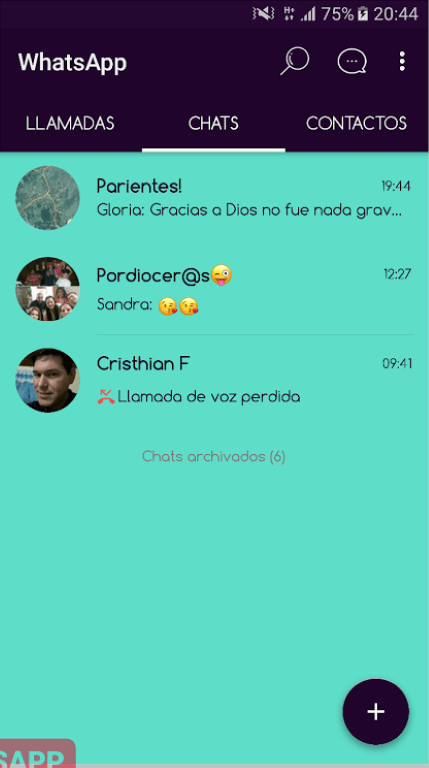 H+ 75% 20:44
WhatsApp
LLAMADAS CHATS CONTACTOS
Parientes! 19:44
Gloria: Gracias a Dios no fue nada grav...
Pordiocer@s😜 12:27
Sandra: 😘😘
Cristhian F 09:41
Llamada de voz perdida
Chats archivados (6)
+
SAPP